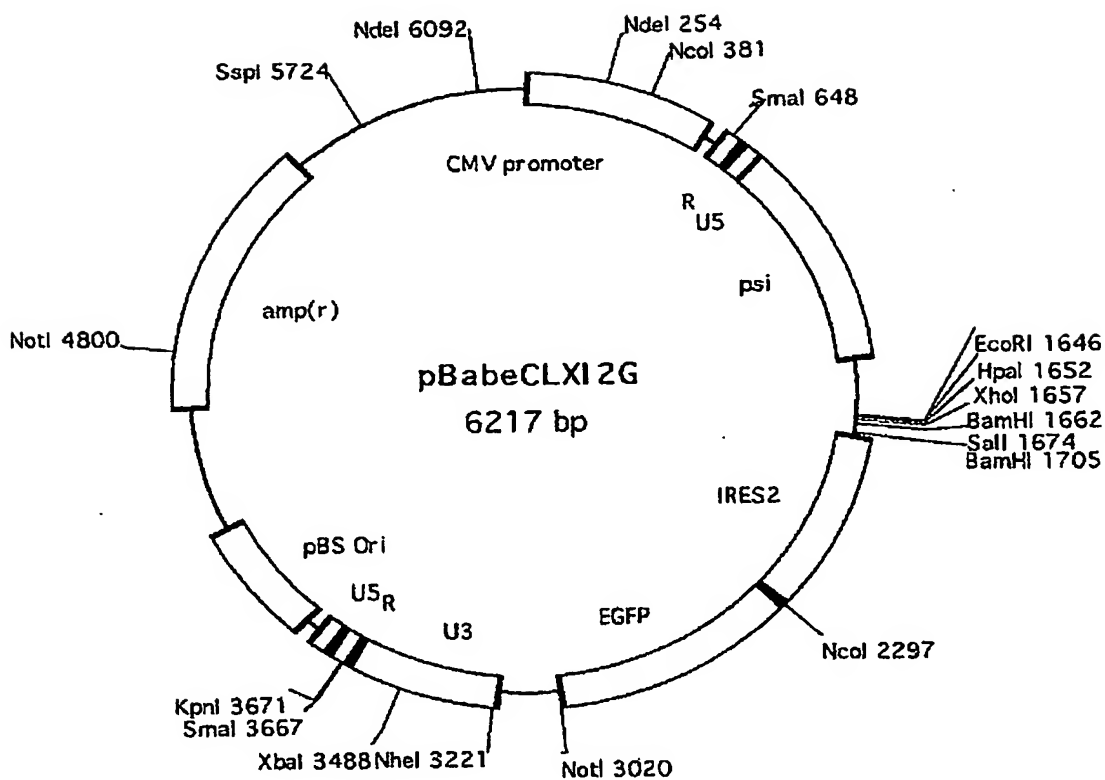 NdeI 6092
NdeI 254
NcoI 381
SspI 5724
SmaI 648
CMV promoter
R
U5
psi
amp(r)
NotI 4800
EcoRI 1646
HpaI 1652
XhoI 1657
BamHI 1662
SalI 1674
BamHI 1705
pBabeCLXI2G
6217 bp
IRES2
pBS Ori
U5
R
U3
EGFP
NcoI 2297
KpnI 3671
SmaI 3667
XbaI 3488
NheI 3221
NotI 3020